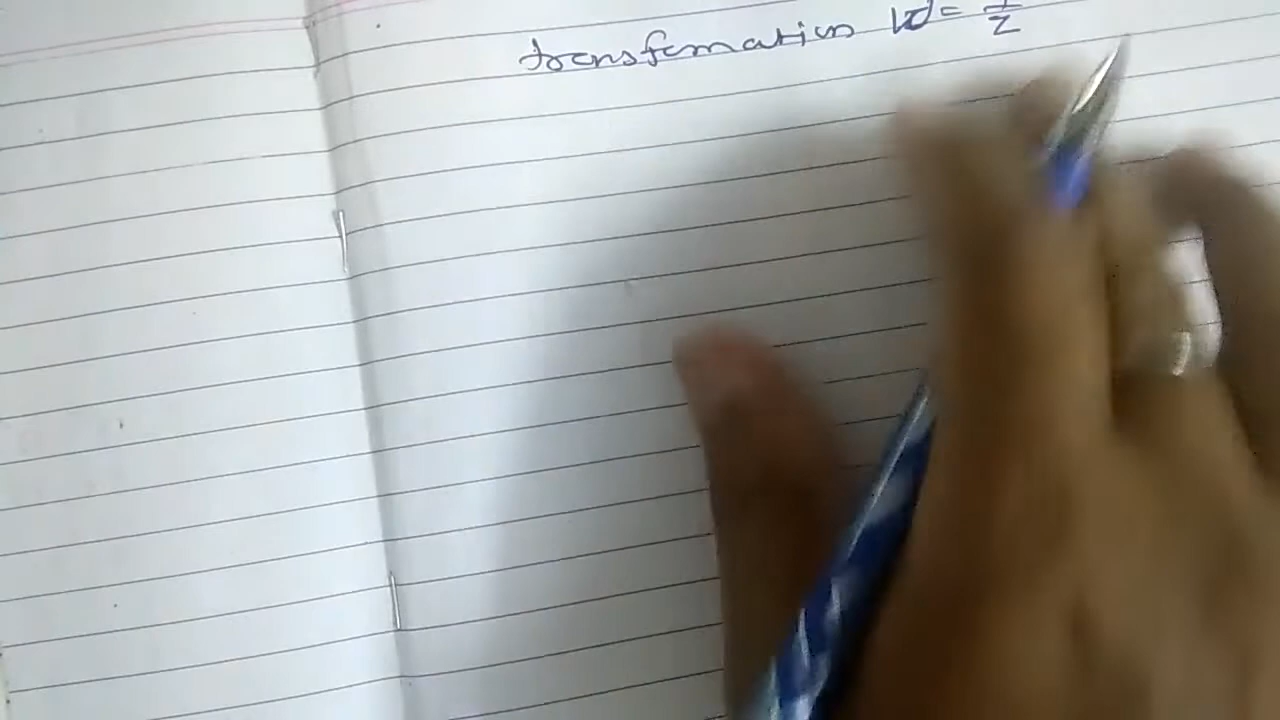 transformation W = 1/z